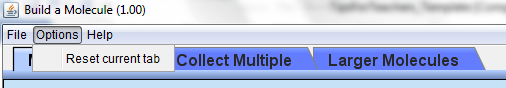 Build a Molecule (1.00)
File Options Help
Reset current tab
Collect Multiple Larger Molecules